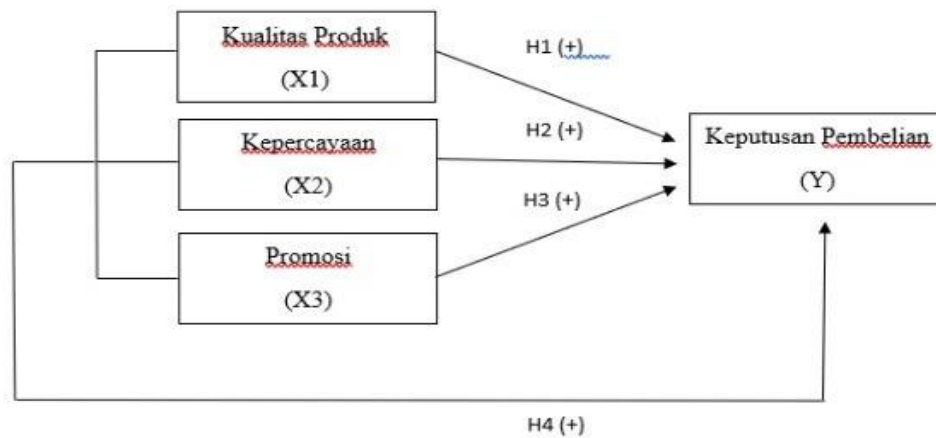 Kualitas Produk
(X1)
H1 (+)
Kepercayaan
(X2)
H2 (+)
Keputusan Pembelian
(Y)
H3 (+)
Promosi
(X3)
H4 (+)